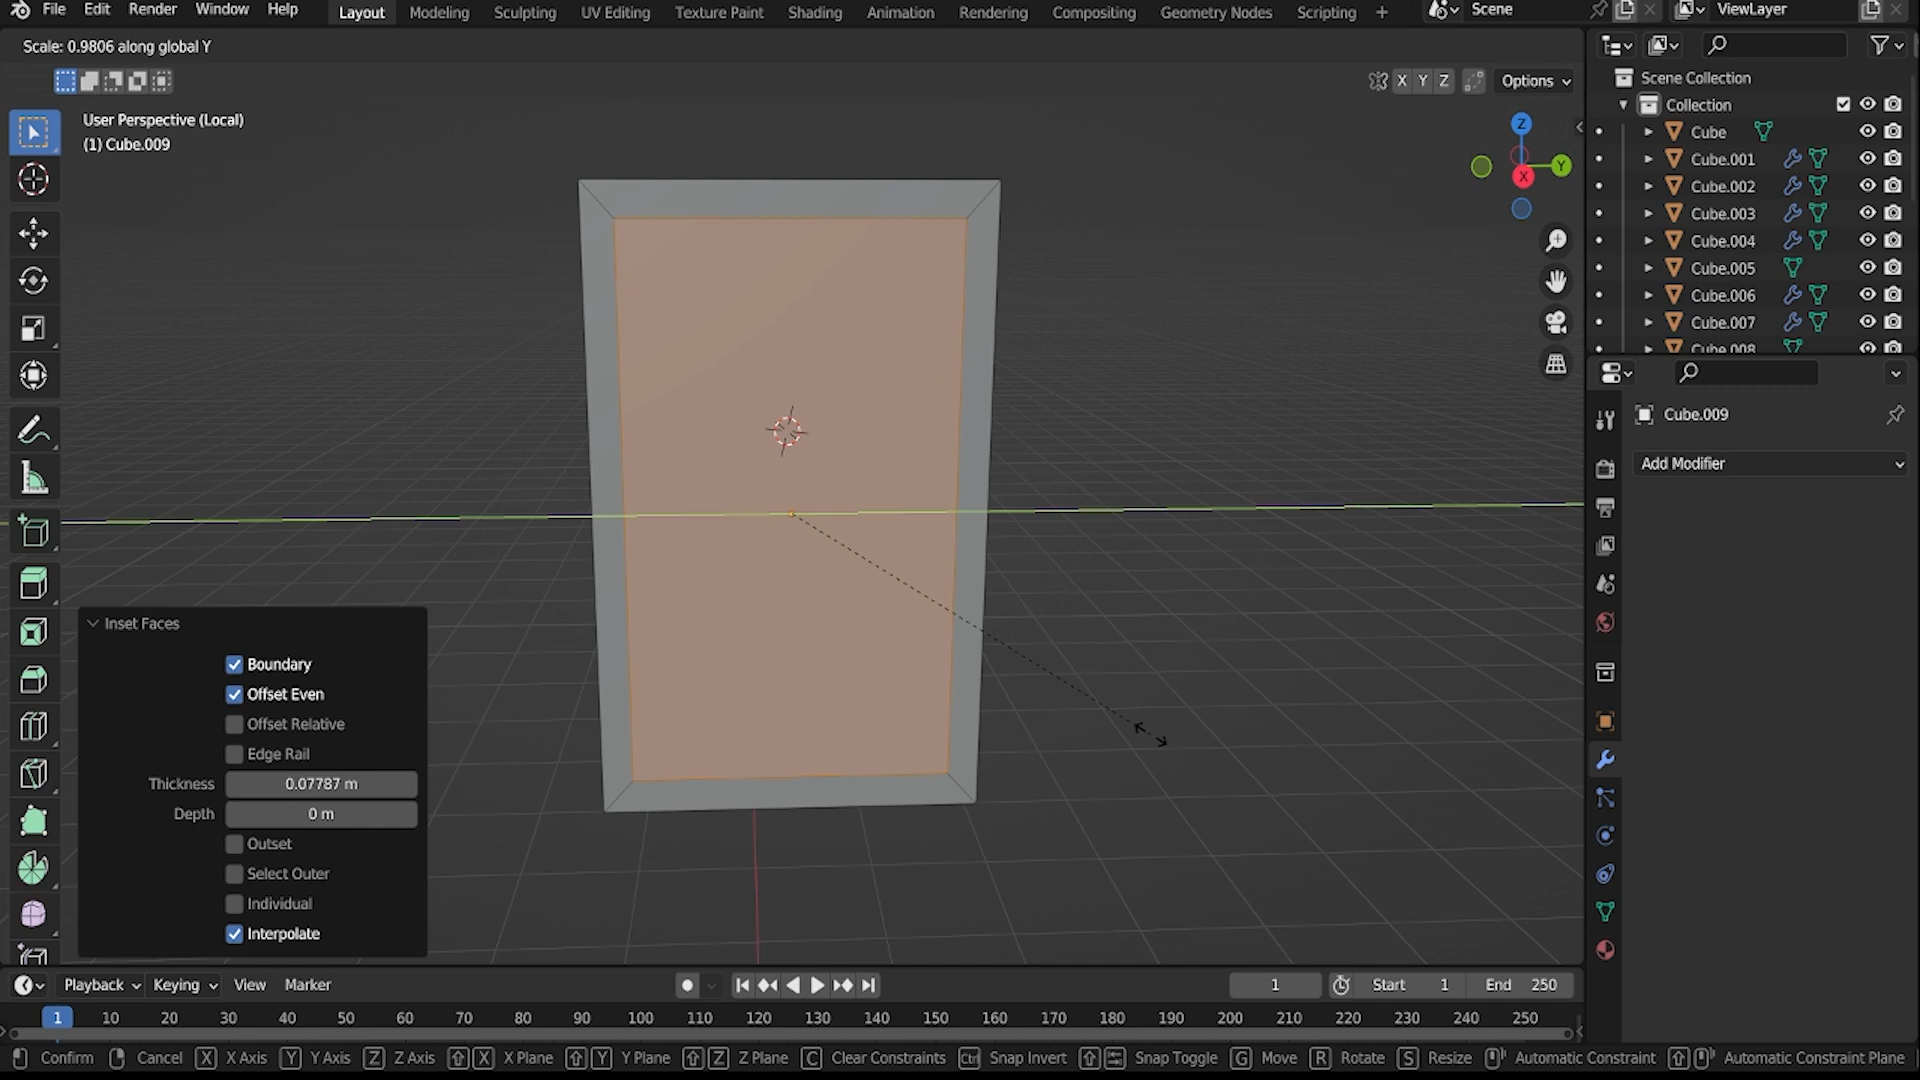 File Edit Render Window Help Layout Modeling Sculpting UV Editing Texture Paint Shading Animation Rendering Compositing Geometry Nodes Scripting + Scene ViewLayer
Scale: 0.9806 along global Y
X Y Z Options
User Perspective (Local)
(1) Cube.009
Z
Y
X
Scene Collection
Collection
Cube
Cube.001
Cube.002
Cube.003
Cube.004
Cube.005
Cube.006
Cube.007
Cube.008
Cube.009
Add Modifier
Inset Faces
Boundary
Offset Even
Offset Relative
Edge Rail
Thickness 0.07787 m
Depth 0 m
Outset
Select Outer
Individual
Interpolate
Playback Keying View Marker 1 Start 1 End 250
1 10 20 30 40 50 60 70 80 90 100 110 120 130 140 150 160 170 180 190 200 210 220 230 240 250
Confirm Cancel X X Axis Y Y Axis Z Z Axis X X Plane Y Y Plane Z Z Plane C Clear Constraints Ctrl Snap Invert Snap Toggle G Move R Rotate S Resize Automatic Constraint Automatic Constraint Plane